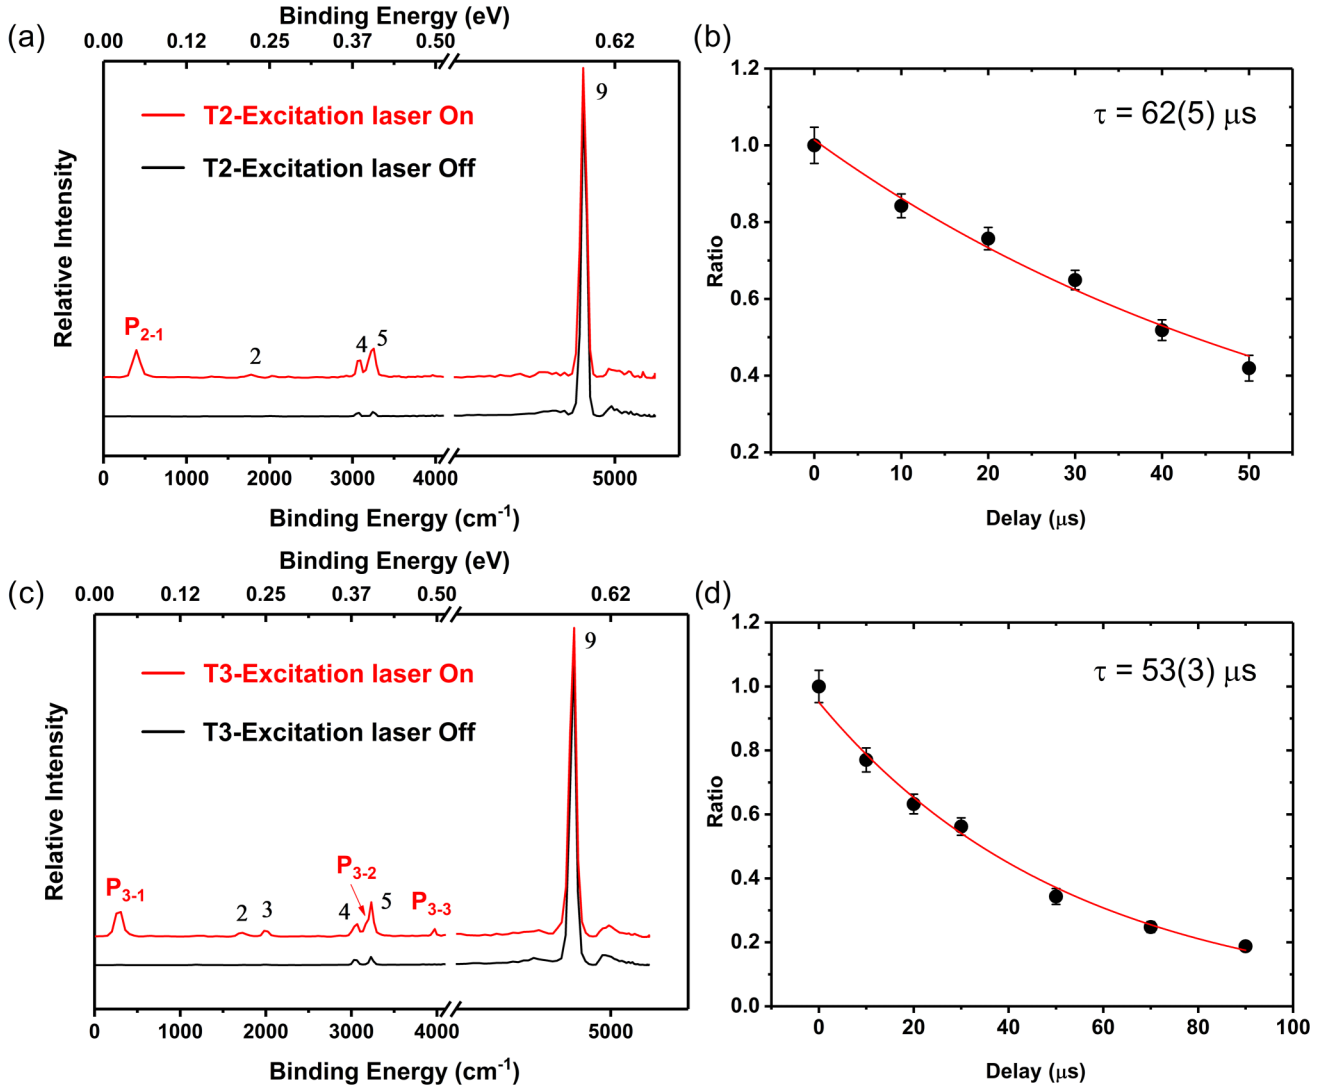 (a)
Binding Energy (eV)
0.00 0.12 0.25 0.37 0.50 0.62
T2-Excitation laser On
T2-Excitation laser Off
9
P2-1
2
4
5
Relative Intensity
0 1000 2000 3000 4000 5000
Binding Energy (cm-1)
(b)
τ = 62(5) μs
1.2
1.0
0.8
0.6
0.4
0.2
Ratio
0 10 20 30 40 50
Delay (μs)
(c)
Binding Energy (eV)
0.00 0.12 0.25 0.37 0.50 0.62
T3-Excitation laser On
T3-Excitation laser Off
9
P3-1
2
3
4
P3-2
5
P3-3
Relative Intensity
0 1000 2000 3000 4000 5000
Binding Energy (cm-1)
(d)
τ = 53(3) μs
1.2
1.0
0.8
0.6
0.4
0.2
0.0
Ratio
0 20 40 60 80 100
Delay (μs)